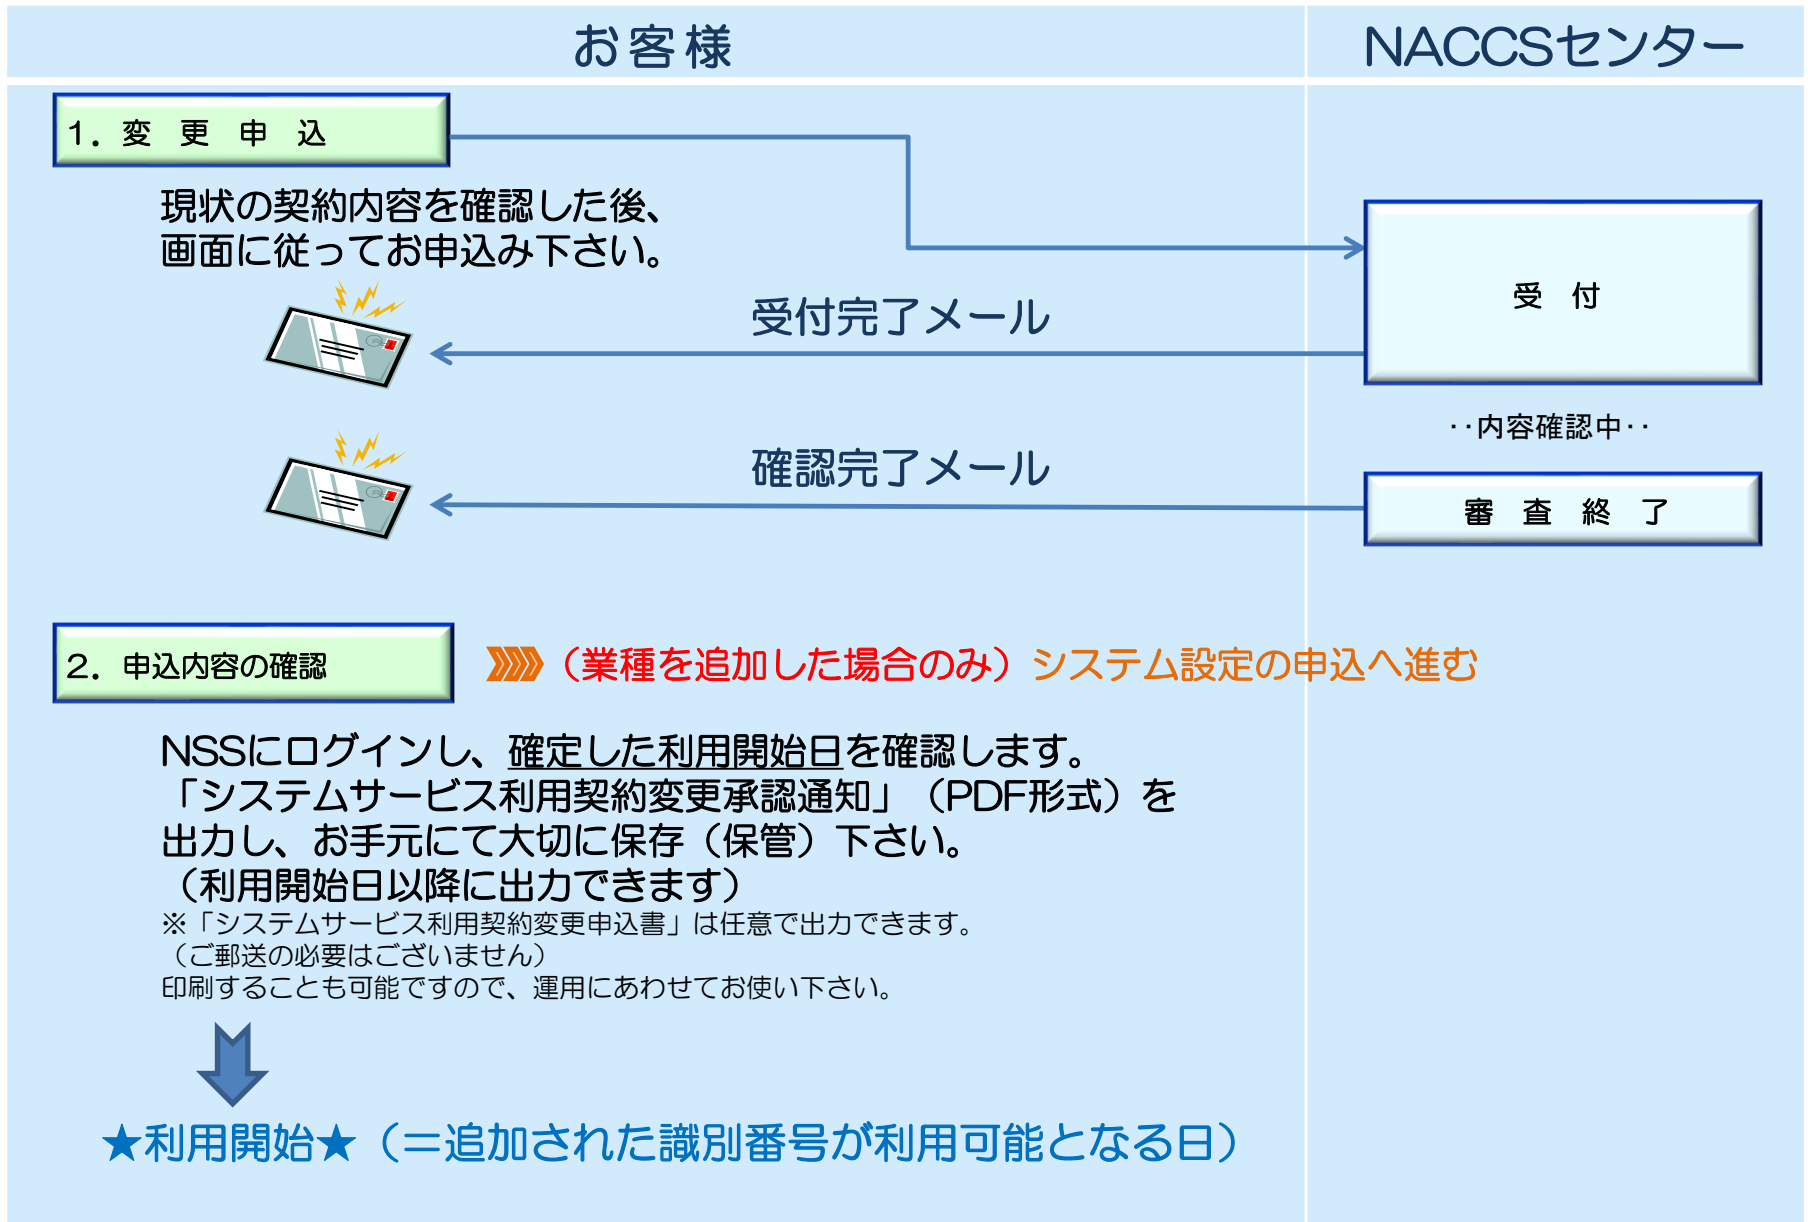 お客様
NACCSセンター
１．変　更　申　込
現状の契約内容を確認した後、
画面に従ってお申込み下さい。
受　付
受付完了メール
‥内容確認中‥
確認完了メール
審　査　終　了
２．申込内容の確認
（業種を追加した場合のみ）システム設定の申込へ進む
NSSにログインし、確定した利用開始日を確認します。
「システムサービス利用契約変更承認通知」（PDF形式）を
出力し、お手元にて大切に保存（保管）下さい。
（利用開始日以降に出力できます）
※「システムサービス利用契約変更申込書」は任意で出力できます。
（ご郵送の必要はございません）
印刷することも可能ですので、運用にあわせてお使い下さい。
★利用開始★（＝追加された識別番号が利用可能となる日）